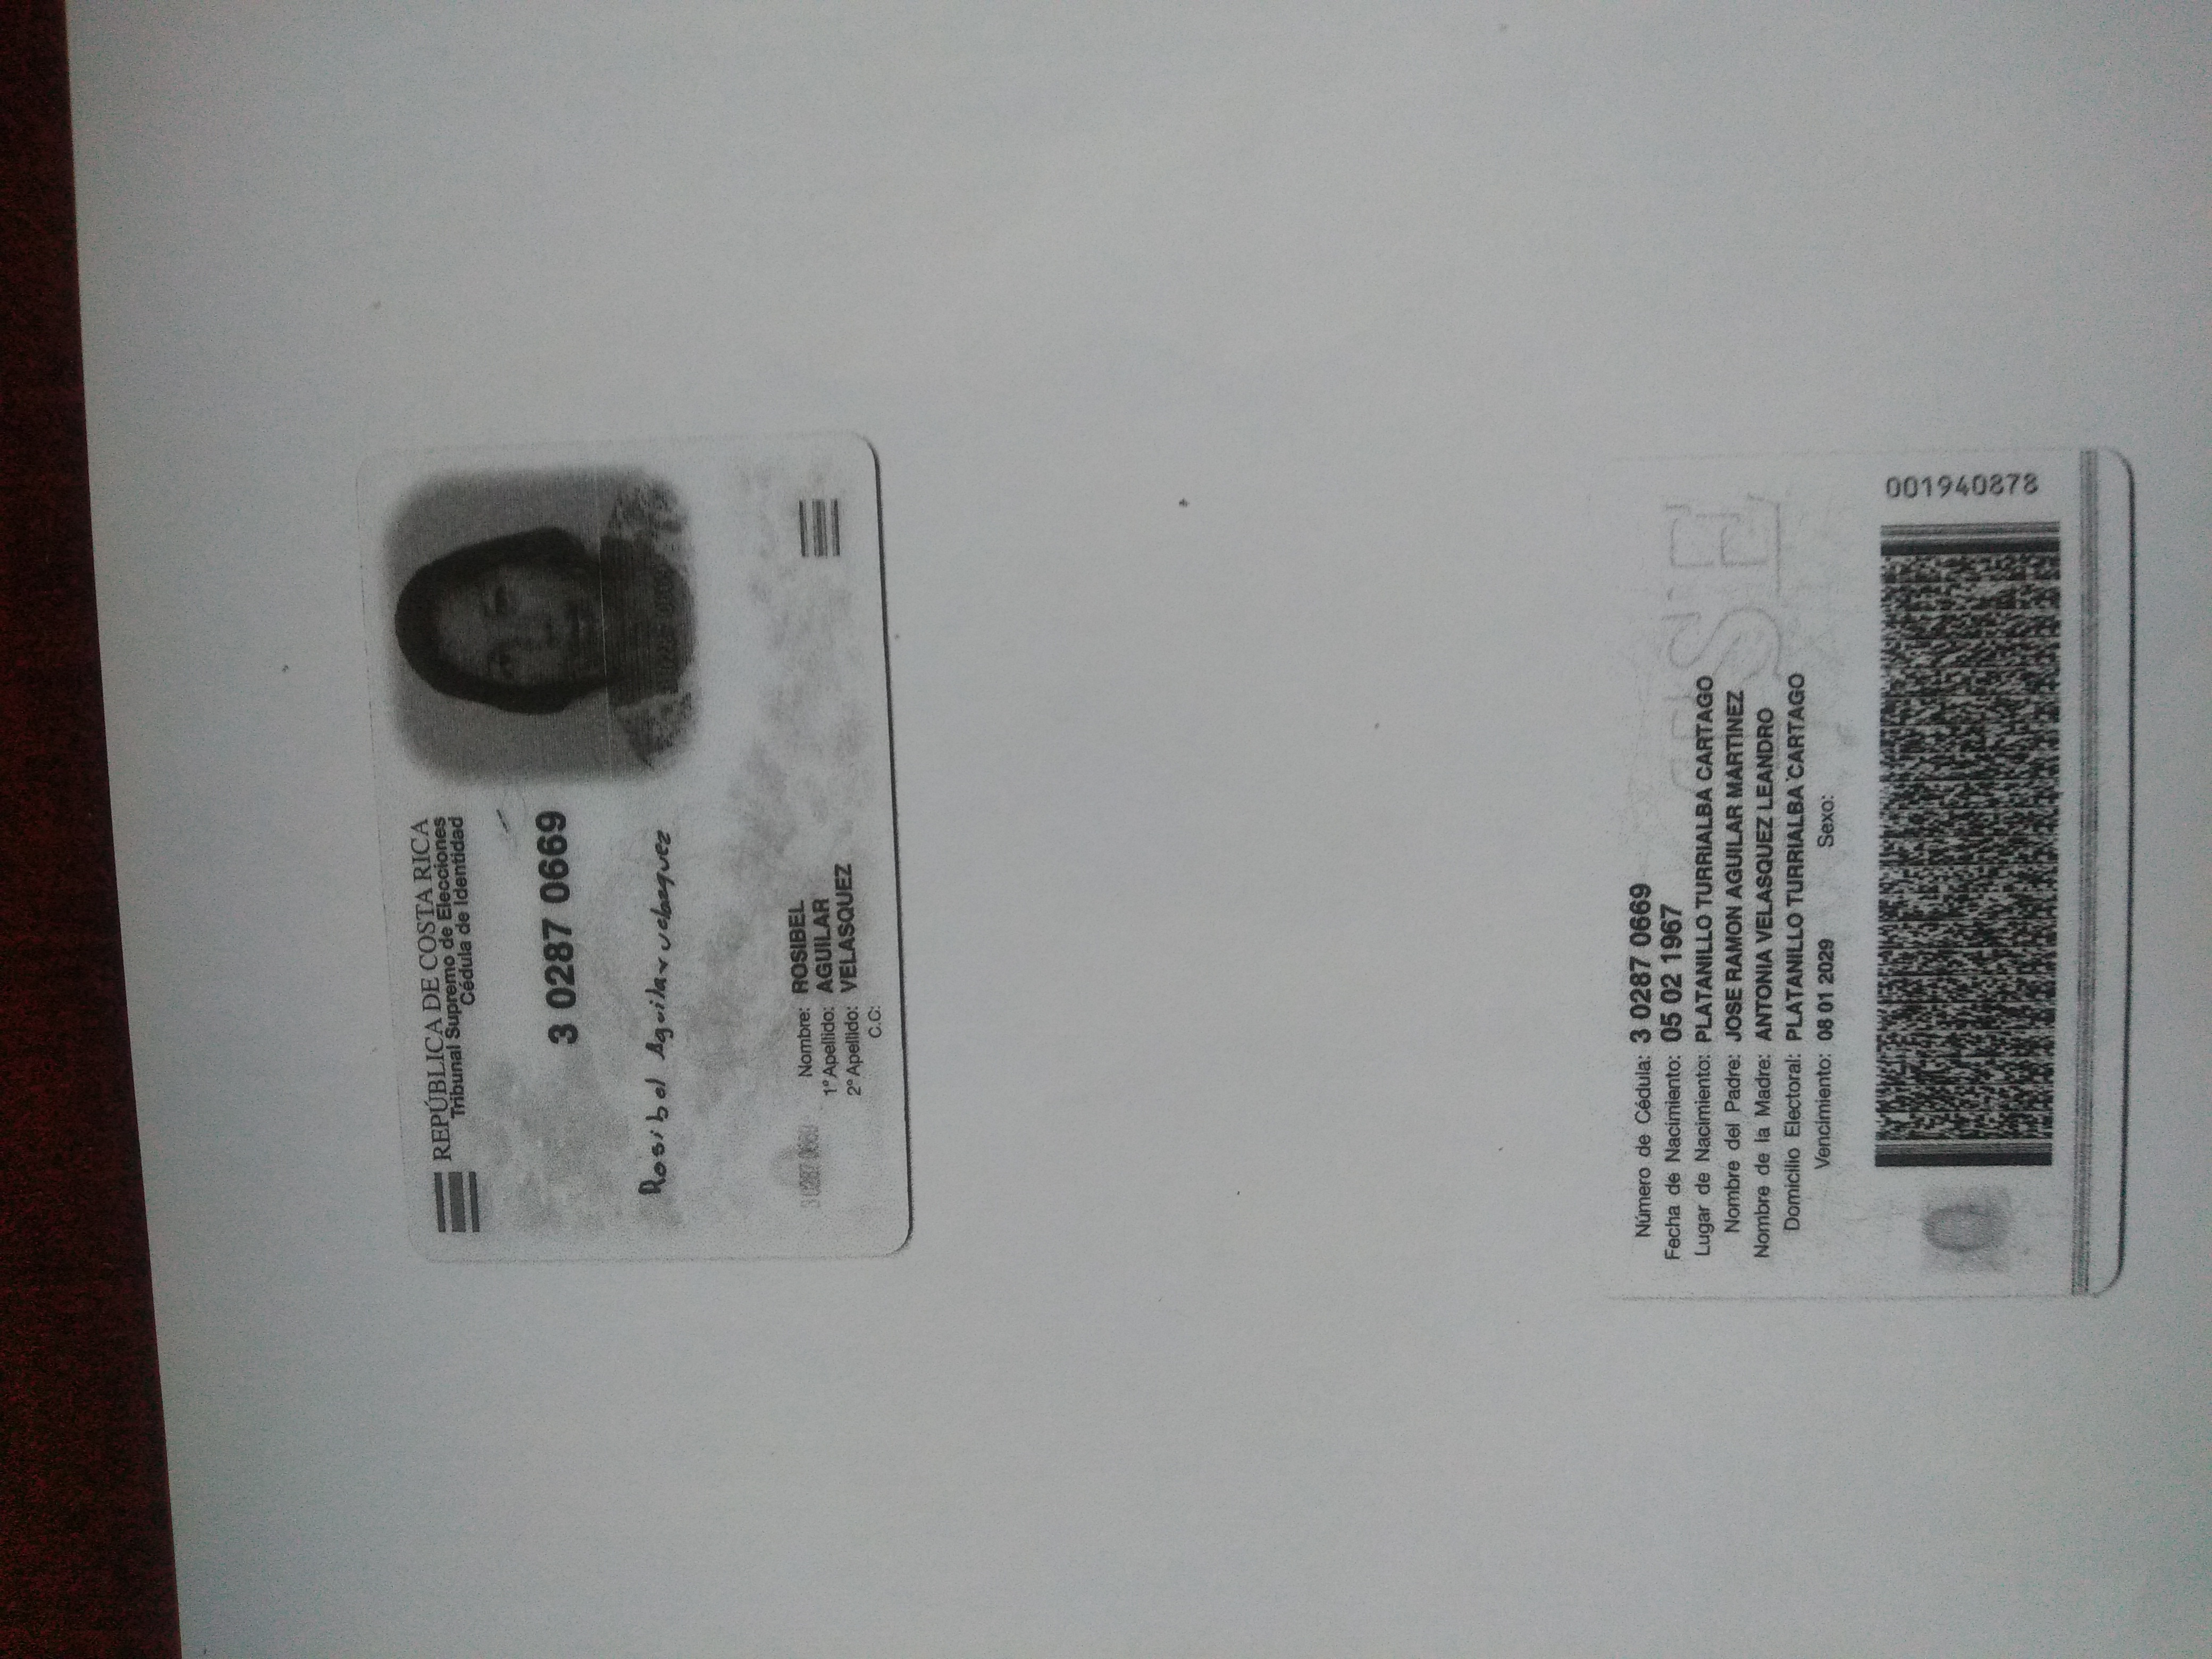 REPÚBLICA DE COSTA RICA
Tribunal Supremo de Elecciones
Cédula de Identidad
3 0287 0669
Rosibel Aguilar velazquez
3 0287 0669
Nombre: ROSIBEL
1º Apellido: AGUILAR
2º Apellido: VELASQUEZ
C.C:
Número de Cédula: 3 0287 0669
Fecha de Nacimiento: 05 02 1967
Lugar de Nacimiento: PLATANILLO TURRIALBA CARTAGO
Nombre del Padre: JOSE RAMON AGUILAR MARTINEZ
Nombre de la Madre: ANTONIA VELASQUEZ LEANDRO
Domicilio Electoral: PLATANILLO TURRIALBA CARTAGO
Vencimiento: 08 01 2029 Sexo:
TSE
001940878